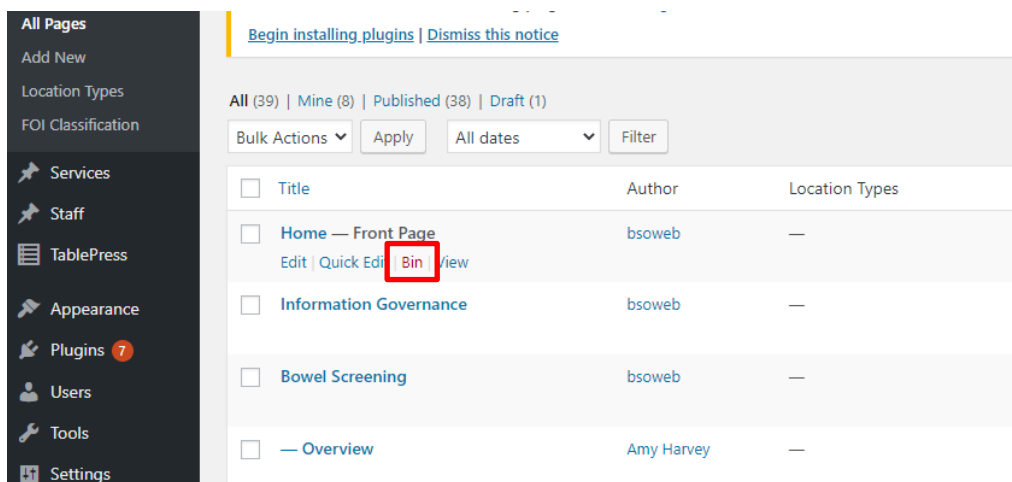 All Pages
Add New
Location Types
FOI Classification
Services
Staff
TablePress
Appearance
Plugins 7
Users
Tools
Settings
Begin installing plugins | Dismiss this notice
All (39) | Mine (8) | Published (38) | Draft (1)
Bulk Actions Apply All dates Filter
Title Author Location Types
Home — Front Page bsoweb —
Edit | Quick Edit | Bin | View
Information Governance bsoweb —
Bowel Screening bsoweb —
— Overview Amy Harvey —